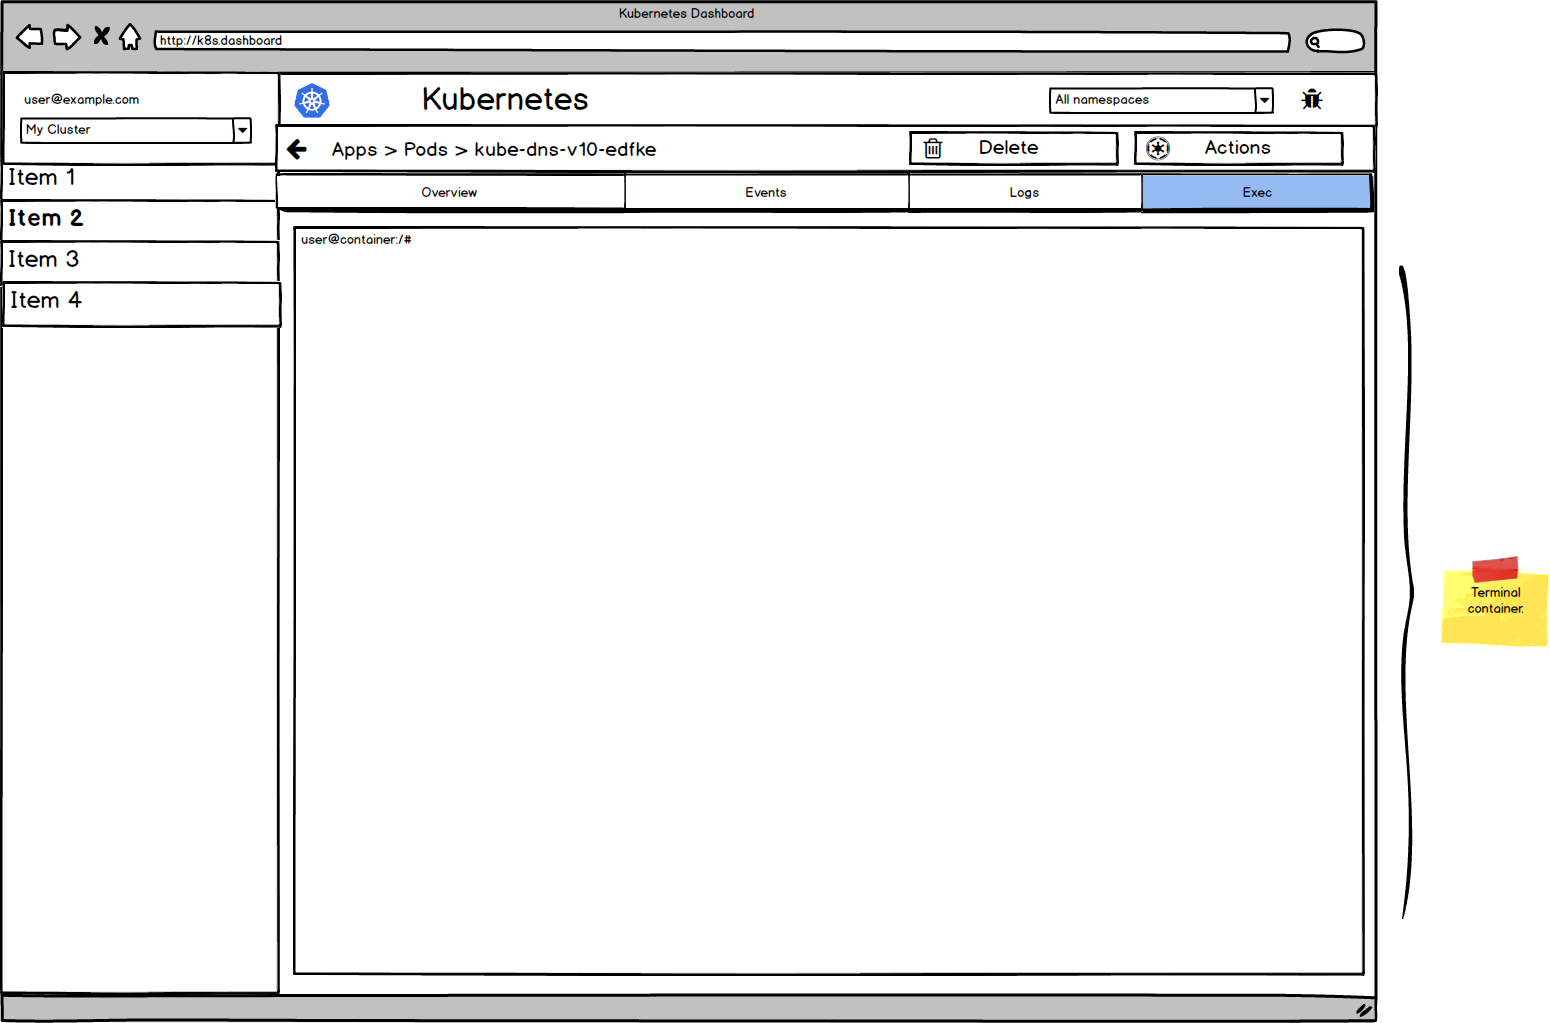 Kubernetes Dashboard
http://k8s.dashboard
user@example.com
My Cluster
Kubernetes
All namespaces
Apps > Pods > kube-dns-v10-edfke
Delete
Actions
Overview
Events
Logs
Exec
Item 1
Item 2
Item 3
Item 4
user@container:/#
Terminal
container.